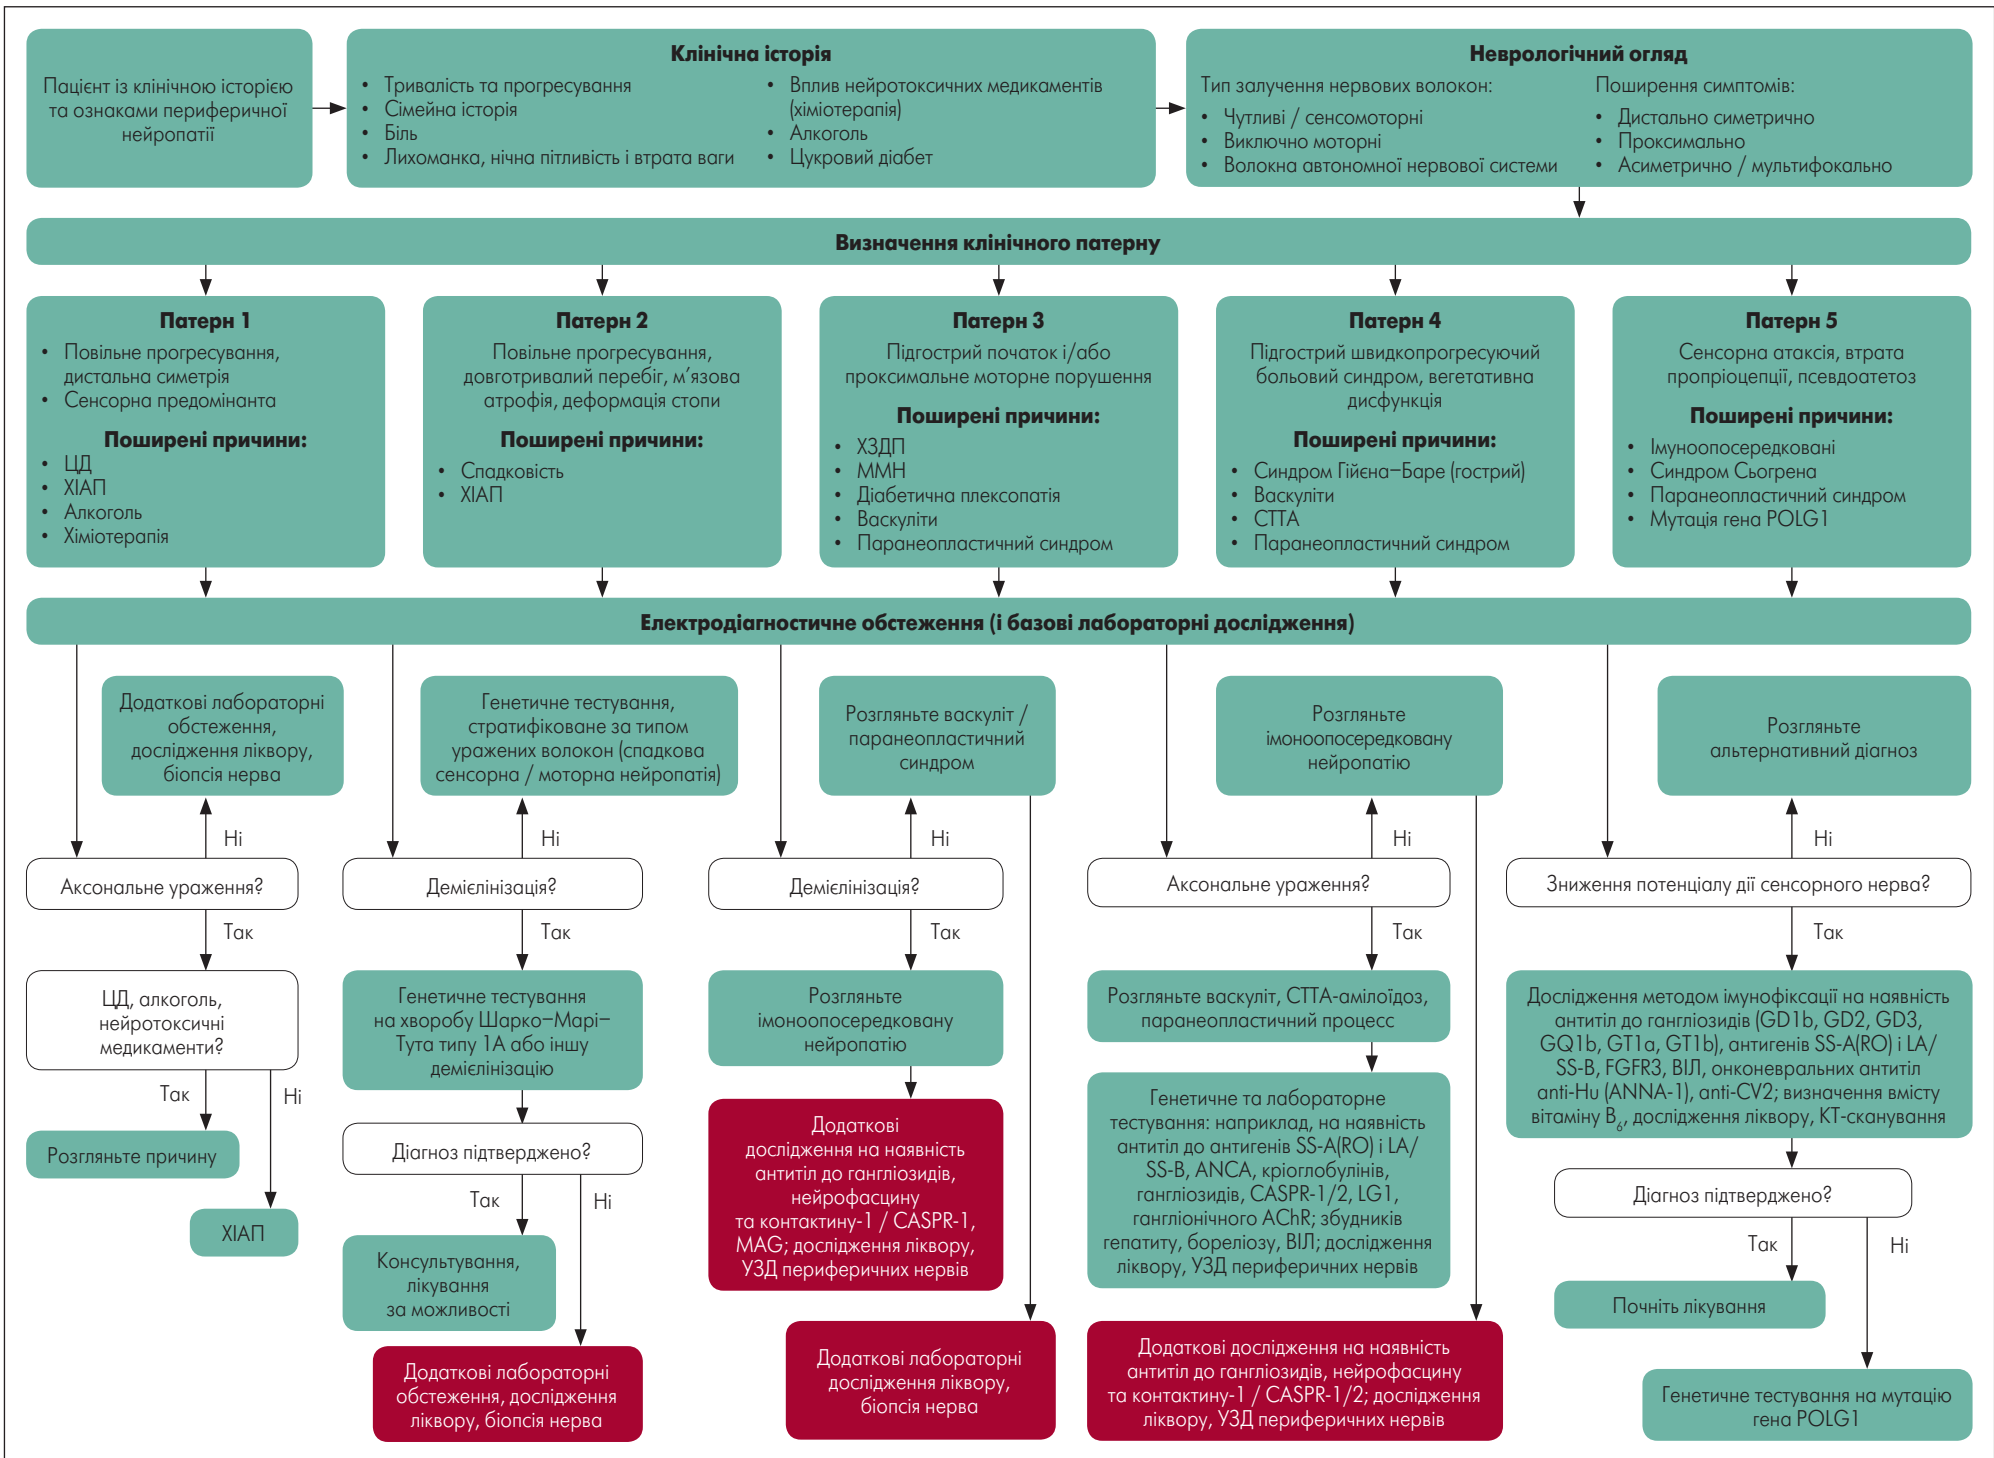 Пацієнт із клінічною історією
та ознаками периферичної
нейропатії
Клінічна історія
• Тривалість та прогресування
• Сімейна історія
• Біль
• Лихоманка, нічна пітливість і втрата ваги
• Вплив нейротоксичних медикаментів
(хіміотерапія)
• Алкоголь
• Цукровий діабет
Неврологічний огляд
Тип залучення нервових волокон:
• Чутливі / сенсомоторні
• Виключно моторні
• Волокна автономної нервової системи
Поширення симптомів:
• Дистально симетрично
• Проксимально
• Асиметрично / мультифокально
Визначення клінічного патерну
Патерн 1
• Повільне прогресування,
дистальна симетрія
• Сенсорна предомінанта
Поширені причини:
• ЦД
• ХІАП
• Алкоголь
• Хіміотерапія
Патерн 2
Повільне прогресування,
довготривалий перебіг, м’язова
атрофія, деформація стопи
Поширені причини:
• Спадковість
• ХІАП
Патерн 3
Підгострий початок і/або
проксимальне моторне порушення
Поширені причини:
• ХЗДП
• ММН
• Діабетична плексопатія
• Васкуліти
• Паранеопластичний синдром
Патерн 4
Підгострий швидкопрогресуючий
больовий синдром, вегетативна
дисфункція
Поширені причини:
• Синдром Гійєна–Баре (гострий)
• Васкуліти
• СТТА
• Паранеопластичний синдром
Патерн 5
Сенсорна атаксія, втрата
пропріоцепції, псевдоатетоз
Поширені причини:
• Імуноопосередковані
• Синдром Сьогрена
• Паранеопластичний синдром
• Мутація гена POLG1
Електродіагностичне обстеження (і базові лабораторні дослідження)
Додаткові лабораторні
обстеження,
дослідження ліквору,
біопсія нерва
Ні
Аксональне ураження?
Так
ЦД, алкоголь,
нейротоксичні
медикаменти?
Так
Ні
Розгляньте причину
ХІАП
Генетичне тестування,
стратифіковане за типом
уражених волокон (спадкова
сенсорна / моторна нейропатія)
Ні
Демієлінізація?
Так
Генетичне тестування
на хворобу Шарко–Марі–
Тута типу 1А або іншу
демієлінізацію
Діагноз підтверджено?
Так
Ні
Консультування,
лікування
за можливості
Додаткові лабораторні
обстеження, дослідження
ліквору, біопсія нерва
Розгляньте васкуліт /
паранеопластичний
синдром
Ні
Демієлінізація?
Так
Розгляньте
імоноопосередковану
нейропатію
Додаткові
дослідження на наявність
антитіл до гангліозидів,
нейрофасцину
та контактину-1 / CASPR-1,
MAG; дослідження ліквору,
УЗД периферичних нервів
Додаткові лабораторні
дослідження ліквору,
біопсія нерва
Розгляньте
імоноопосередковану
нейропатію
Ні
Аксональне ураження?
Так
Розгляньте васкуліт, СТТА-амілоїдоз,
паранеопластичний процесс
Генетичне та лабораторне
тестування: наприклад, на наявність
антитіл до антигенів SS-A(RO) і LA/
SS-B, ANCA, кріоглобулінів,
гангліозидів, CASPR-1/2, LG1,
гангліонічного AChR; збудників
гепатиту, бореліозу, ВІЛ; дослідження
ліквору, УЗД периферичних нервів
Додаткові дослідження на наявність
антитіл до гангліозидів, нейрофасцину
та контактину-1 / CASPR-1/2; дослідження
ліквору, УЗД периферичних нервів
Розгляньте
альтернативний діагноз
Ні
Зниження потенціалу дії сенсорного нерва?
Так
Дослідження методом імунофіксації на наявність
антитіл до гангліозидів (GD1b, GD2, GD3,
GQ1b, GT1a, GT1b), антигенів SS-A(RO) і LA/
SS-B, FGFR3, ВІЛ, онконевральних антитіл
anti-Hu (ANNA-1), anti-CV2; визначення вмісту
вітаміну B₆, дослідження ліквору, КТ-сканування
Діагноз підтверджено?
Так
Ні
Почніть лікування
Генетичне тестування на мутацію
гена POLG1